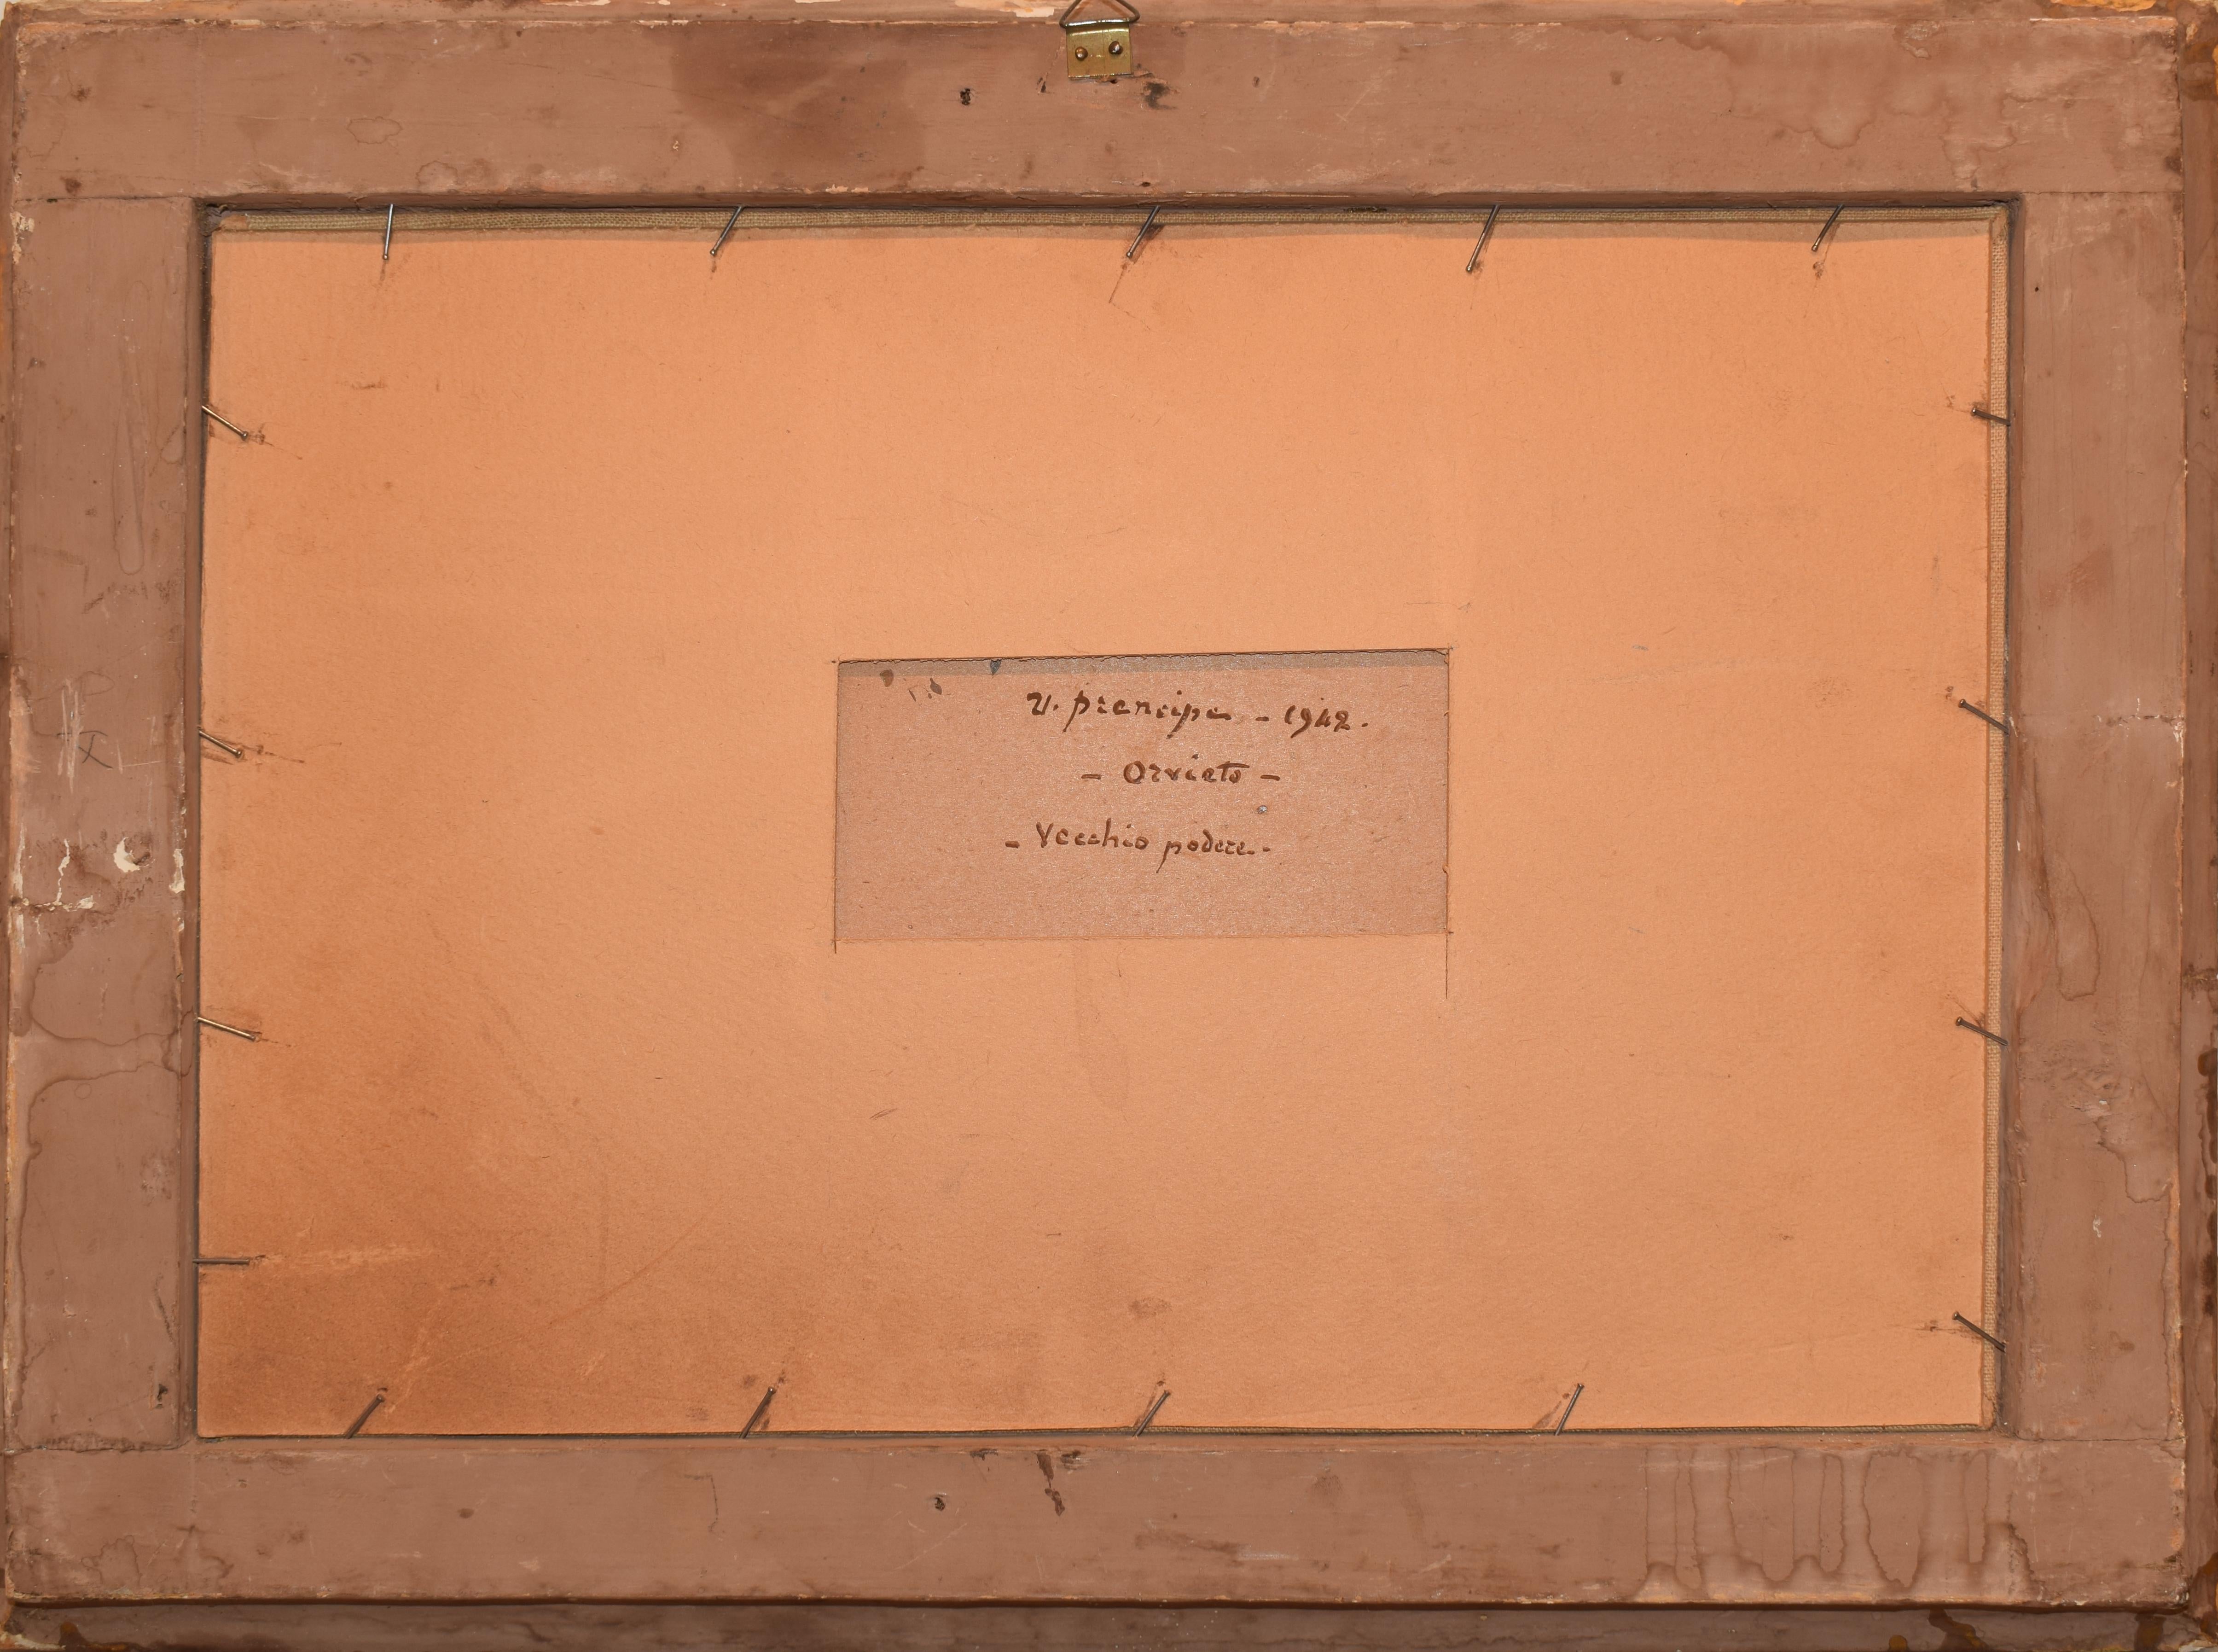 U. prencipe - 1942.
- Orvieto -
- Vecchio podere -